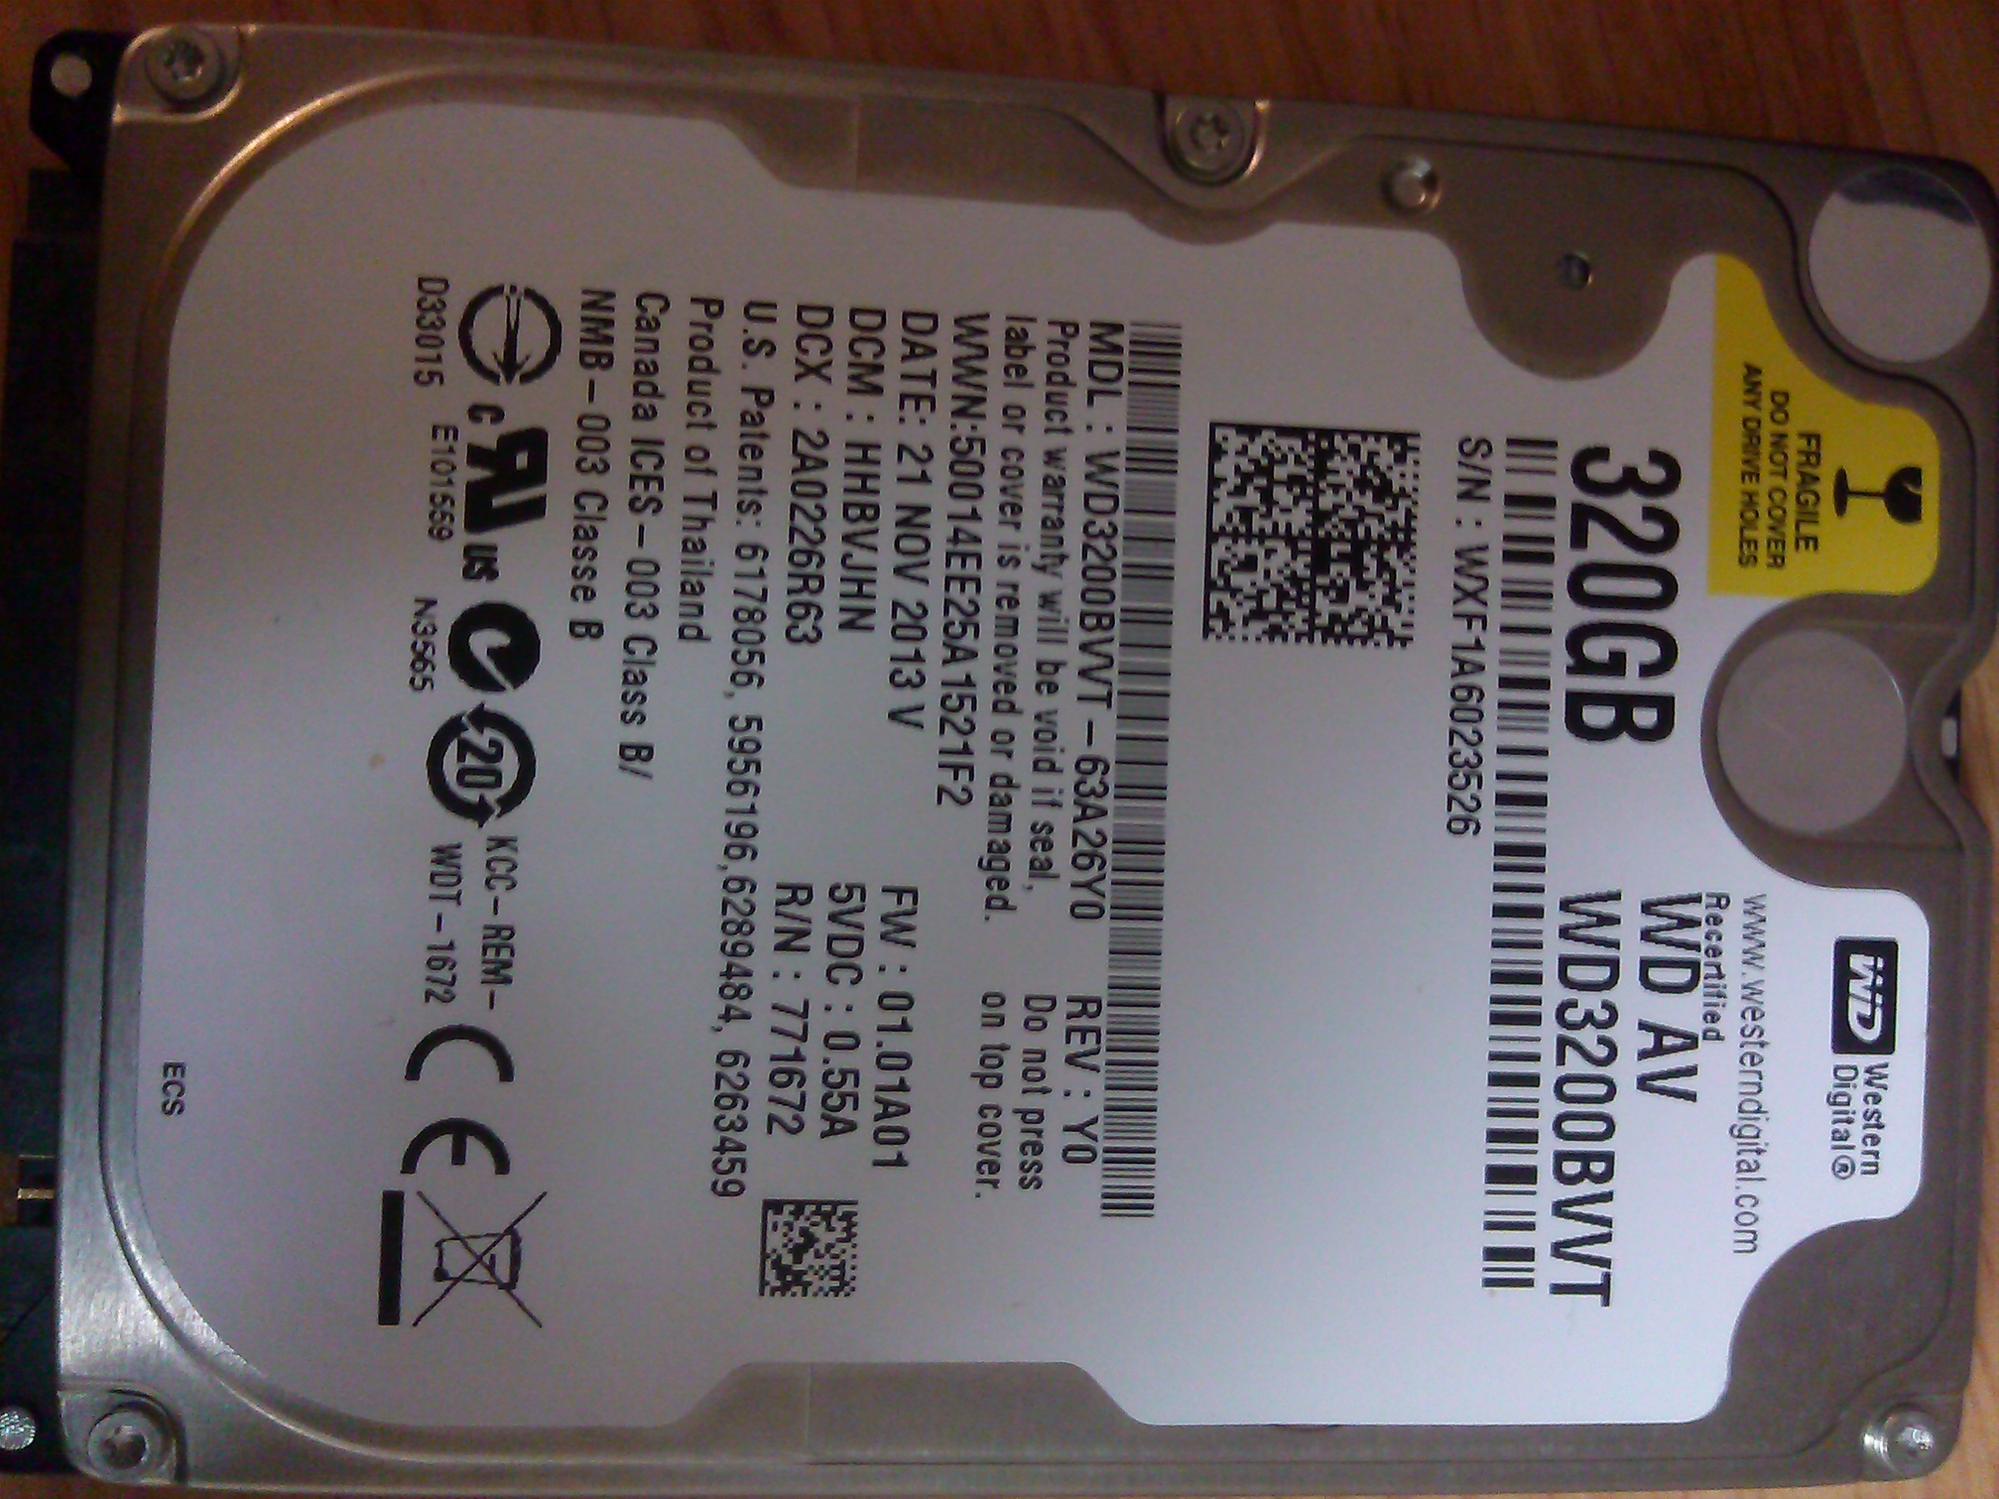 Western
Digital®
WD
www.westerndigital.com
Recertified
WD AV
WD3200BVVT
FRAGILE
DO NOT COVER
ANY DRIVE HOLES
320GB
S/N : WXF1A6023526
MDL : WD3200BVVT – 63A26Y0 REV : Y0
Product warranty will be void if seal, Do not press
label or cover is removed or damaged. on top cover.
WWN:50014EE25A1521F2
DATE: 21 NOV 2013 V FW : 01.01A01
DCM : HHBVJHN 5VDC : 0.55A
DCX : 2A0226R63 R/N : 771672
U.S. Patents: 6178056, 5956196,6289484, 6263459
Product of Thailand
Canada ICES – 003 Class B/
NMB – 003 Classe B
C US 20 KCC–REM–
WDT–1672 CE
D33015 E101559 N3565
ECS